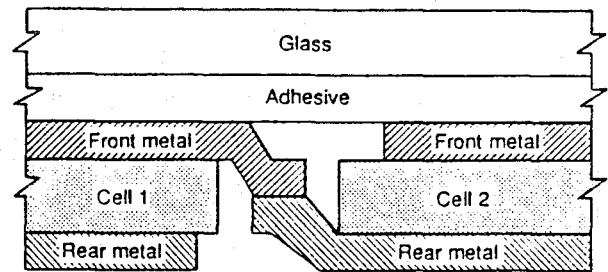 Glass
Adhesive
Front metal
Front metal
Cell 1
Cell 2
Rear metal
Rear metal